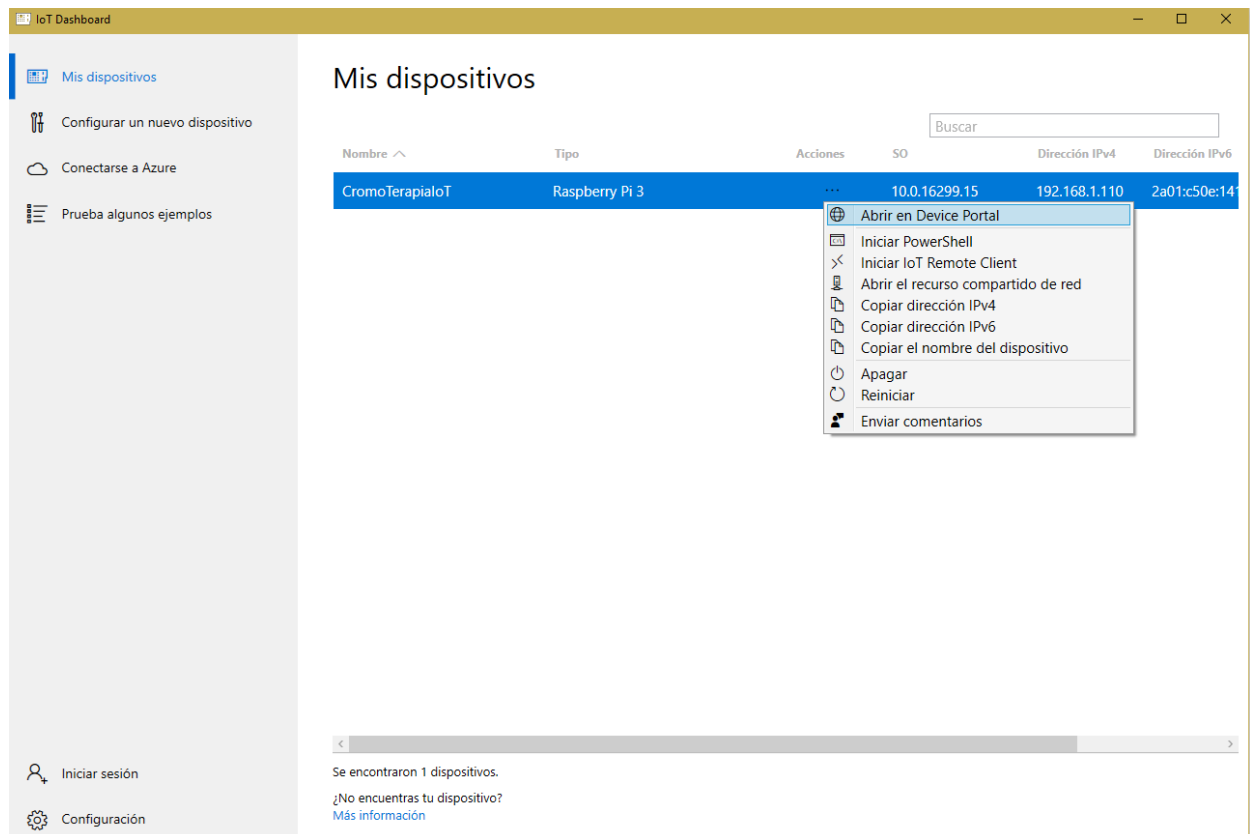 IoT Dashboard
Mis dispositivos
Configurar un nuevo dispositivo
Conectarse a Azure
Prueba algunos ejemplos
Iniciar sesión
Configuración
Mis dispositivos
Buscar
Nombre Tipo Acciones SO Dirección IPv4 Dirección IPv6
CromoTerapiaIoT Raspberry Pi 3 ... 10.0.16299.15 192.168.1.110 2a01:c50e:141
Abrir en Device Portal
Iniciar PowerShell
Iniciar IoT Remote Client
Abrir el recurso compartido de red
Copiar dirección IPv4
Copiar dirección IPv6
Copiar el nombre del dispositivo
Apagar
Reiniciar
Enviar comentarios
Se encontraron 1 dispositivos.
¿No encuentras tu dispositivo?
Más información